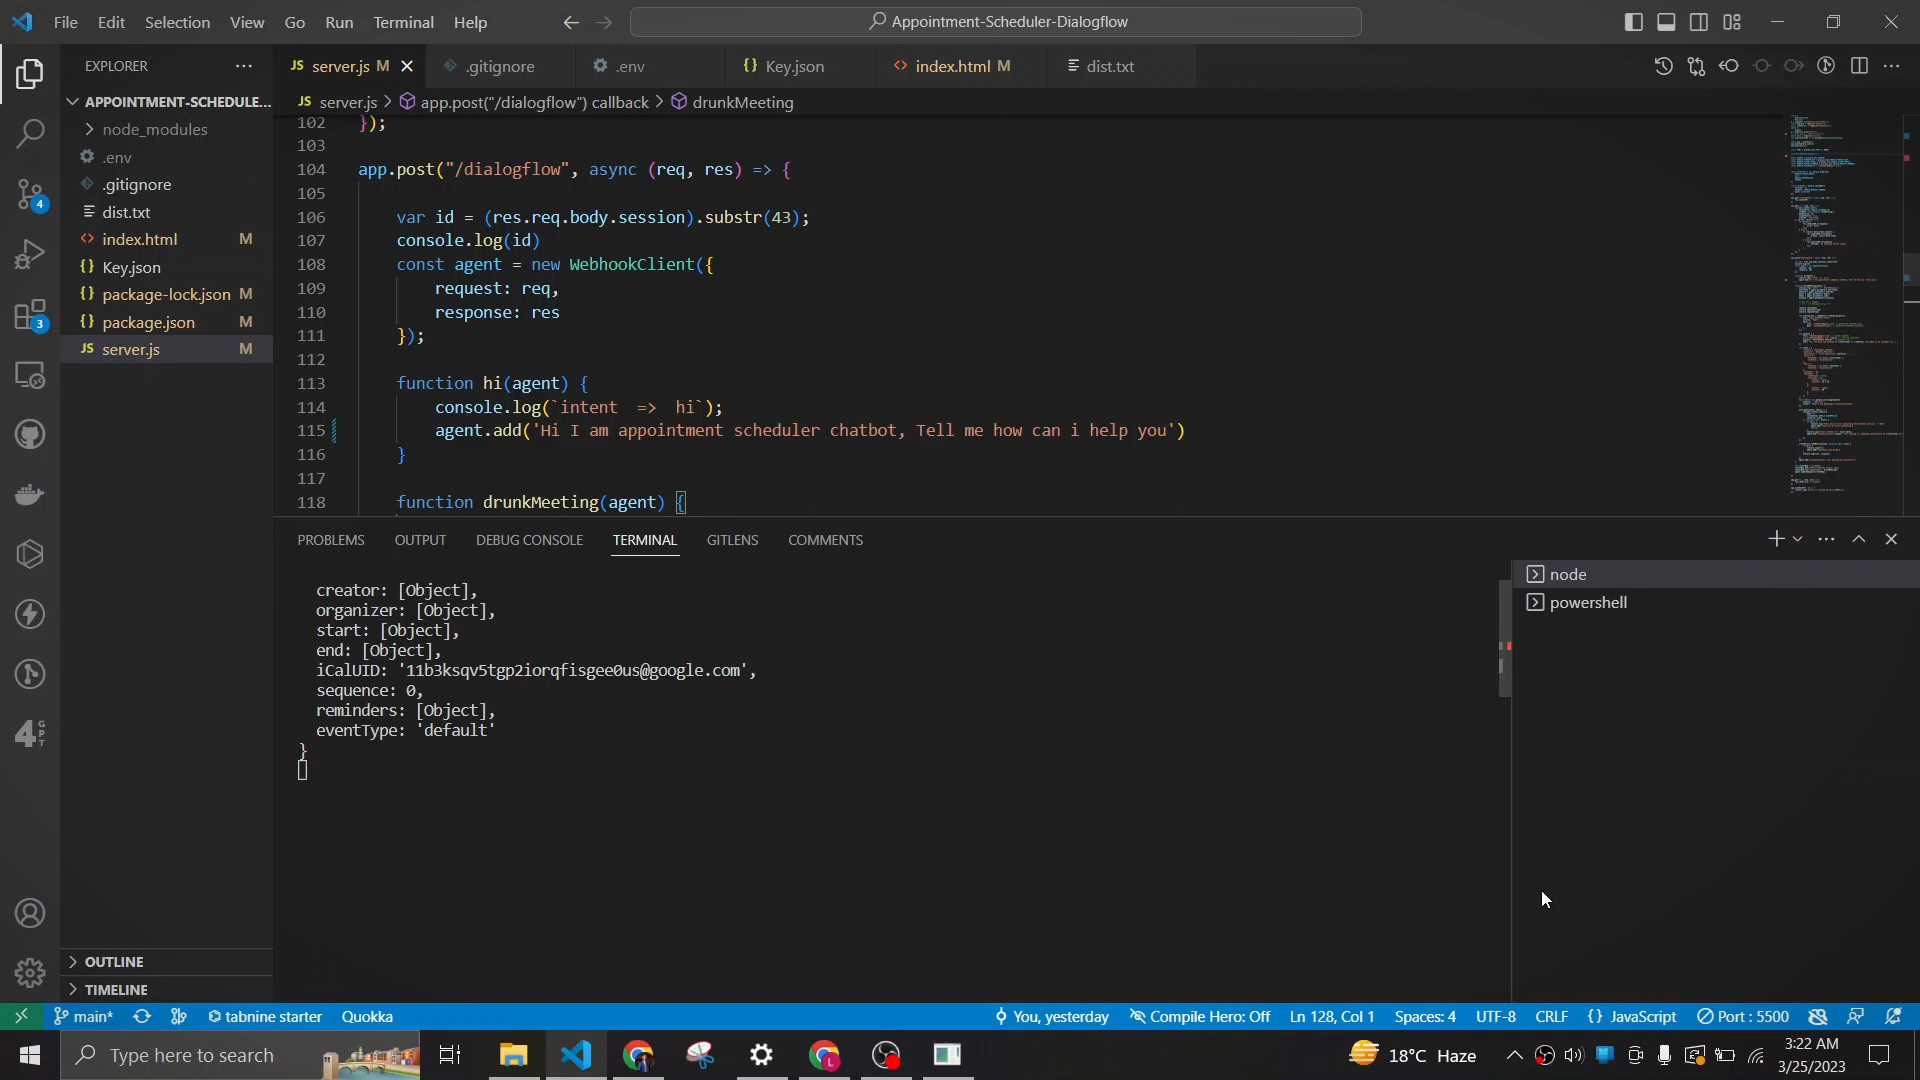 File Edit Selection View Go Run Terminal Help
Appointment-Scheduler-Dialogflow
EXPLORER
APPOINTMENT-SCHEDULE...
node_modules
.env
.gitignore
dist.txt
index.html M
Key.json
package-lock.json M
package.json M
server.js M
OUTLINE
TIMELINE
4
3
JS server.js M
.gitignore
.env
Key.json
index.html M
dist.txt
JS server.js > app.post("/dialogflow") callback > drunkMeeting
102 });
103
104 app.post("/dialogflow", async (req, res) => {
105
106 var id = (res.req.body.session).substr(43);
107 console.log(id)
108 const agent = new WebhookClient({
109 request: req,
110 response: res
111 });
112
113 function hi(agent) {
114 console.log(`intent  =>  hi`);
115 agent.add('Hi I am appointment scheduler chatbot, Tell me how can i help you')
116 }
117
118 function drunkMeeting(agent) {
PROBLEMS OUTPUT DEBUG CONSOLE TERMINAL GITLENS COMMENTS
creator: [Object],
organizer: [Object],
start: [Object],
end: [Object],
iCalUID: '11b3ksqv5tgp2iorqfisgee0us@google.com',
sequence: 0,
reminders: [Object],
eventType: 'default'
}
node
powershell
main* tabnine starter Quokka You, yesterday Compile Hero: Off Ln 128, Col 1 Spaces: 4 UTF-8 CRLF {} JavaScript Port : 5500
Type here to search
18°C Haze
3:22 AM
3/25/2023